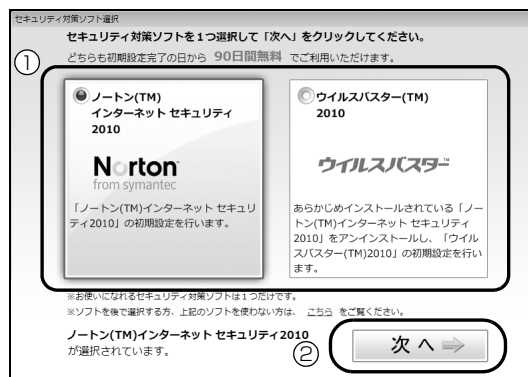 セキュリティ対策ソフト選択
セキュリティ対策ソフトを1つ選択して「次へ」をクリックしてください。
どちらも初期設定完了の日から 90日間無料 でご利用いただけます。
①
ノートン(TM)
インターネット セキュリティ
2010
Norton
from symantec
「ノートン(TM)インターネット セキュリ
ティ2010」の初期設定を行います。
ウイルスバスター(TM)
2010
ウイルスバスター™
あらかじめインストールされている「ノー
トン(TM)インターネット セキュリティ
2010」をアンインストールし、「ウイル
スバスター(TM)2010」の初期設定を行い
ます。
※お使いになれるセキュリティ対策ソフトは1つだけです。
※ソフトを後で選択する方、上記のソフトを使わない方は、 こちら をご覧ください。
ノートン(TM)インターネット セキュリティ2010
が選択されています。
②
次 へ